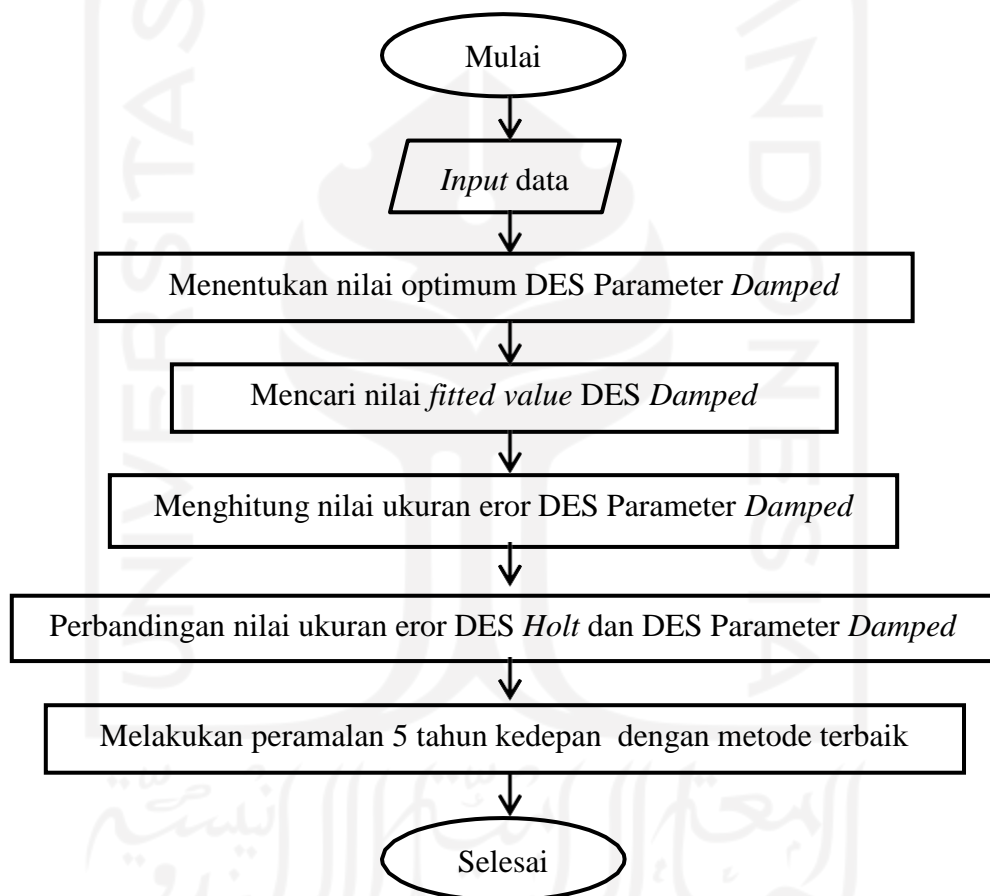 Mulai
Input data
Menentukan nilai optimum DES Parameter Damped
Mencari nilai fitted value DES Damped
Menghitung nilai ukuran eror DES Parameter Damped
Perbandingan nilai ukuran eror DES Holt dan DES Parameter Damped
Melakukan peramalan 5 tahun kedepan dengan metode terbaik
Selesai
UNIVERSITAS
INDONESIA